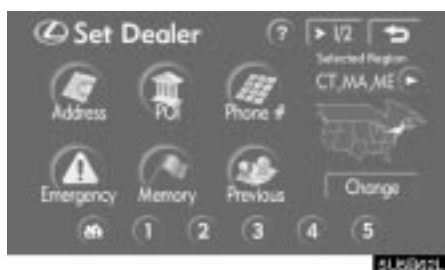 Set Dealer ? > 1/2
Selected Region
CT,MA,ME
Address POI Phone #
Emergency Memory Previous
Change
1 2 3 4 5